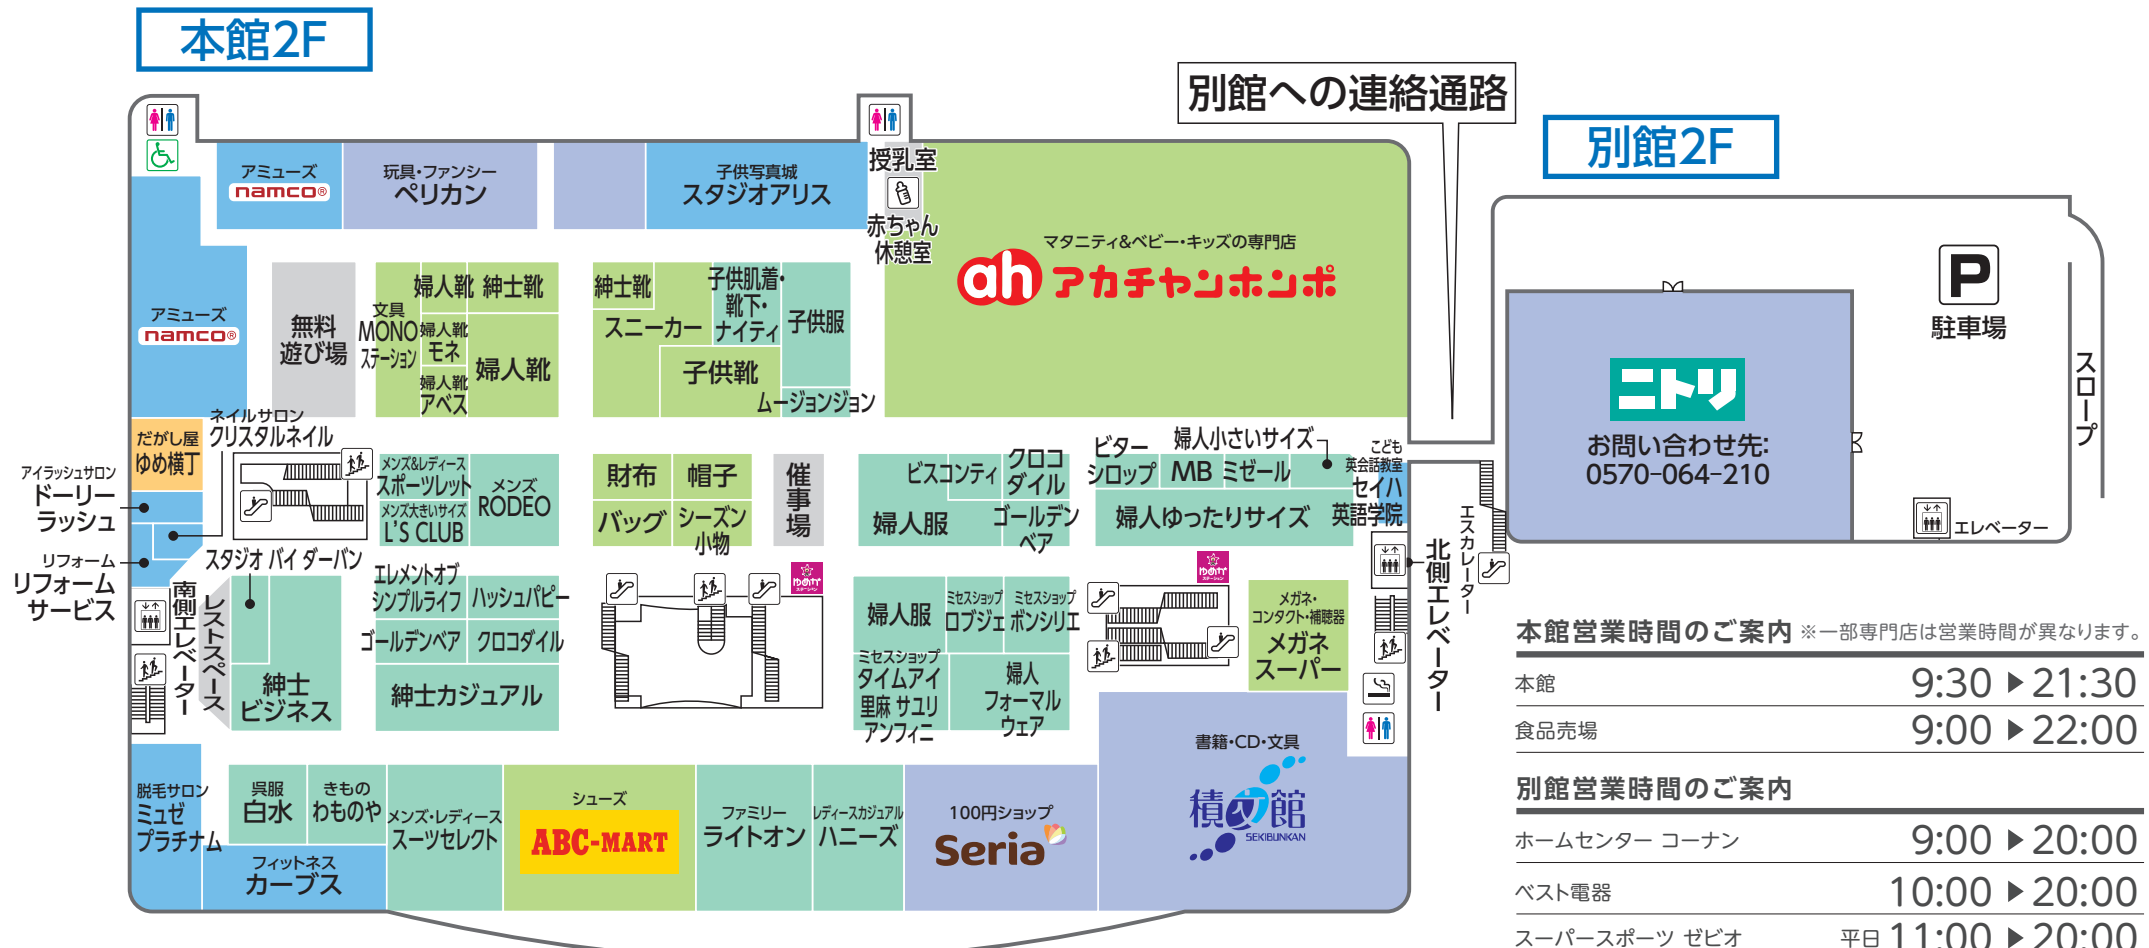 本館2F
別館への連絡通路
別館2F
アミューズ
namco®
玩具・ファンシー
ペリカン
子供写真城
スタジオアリス
授乳室
赤ちゃん
休憩室
マタニティ&ベビー・キッズの専門店
ah アカチャンホンポ
アミューズ
namco®
無料
遊び場
文具
MONO
ステーション
婦人靴
紳士靴
婦人靴
モネ
婦人靴
アベス
婦人靴
紳士靴
スニーカー
子供靴
子供肌着・
靴下・
ナイティ
子供服
ムージョンジョン
P
駐車場
スロープ
ニトリ
お問い合わせ先:
0570-064-210
エレベーター
だがし屋
ゆめ横丁
ネイルサロン
クリスタルネイル
アイラッシュサロン
ドーリー
ラッシュ
リフォーム
リフォーム
サービス
メンズ&レディース
スポーツレット
メンズ大きいサイズ
L'S CLUB
メンズ
RODEO
財布
帽子
バッグ
シーズン
小物
催事場
ビスコンティ
クロコ
ダイル
婦人服
ゴールデン
ベア
ビター
シロップ
MB
ミゼール
婦人小さいサイズ
婦人ゆったりサイズ
こども
英会話教室
セイハ
英語学院
エスカレーター
北側エレベーター
スタジオ バイ ダーバン
南側エレベーター
レストスペース
紳士
ビジネス
エレメントオブ
シンプルライフ
ハッシュパピー
ゴールデンベア
クロコダイル
紳士カジュアル
ゆめか
ステーション
婦人服
ミセスショップ
ロブジェ
ミセスショップ
ボンシリエ
ミセスショップ
タイムアイ
里麻 サユリ
アンフィニ
婦人
フォーマル
ウェア
ゆめか
ステーション
メガネ・
コンタクト・補聴器
メガネ
スーパー
脱毛サロン
ミュゼ
プラチナム
呉服
白水
きもの
わものや
フィットネス
カーブス
メンズ・レディース
スーツセレクト
シューズ
ABC-MART
ファミリー
ライトオン
レディースカジュアル
ハニーズ
100円ショップ
Seria
書籍・CD・文具
積文館
SEKIBUNKAN
本館営業時間のご案内 ※一部専門店は営業時間が異なります。
本館 9:30 ▶ 21:30
食品売場 9:00 ▶ 22:00
別館営業時間のご案内
ホームセンター コーナン 9:00 ▶ 20:00
ベスト電器 10:00 ▶ 20:00
スーパースポーツ ゼビオ 平日 11:00 ▶ 20:00